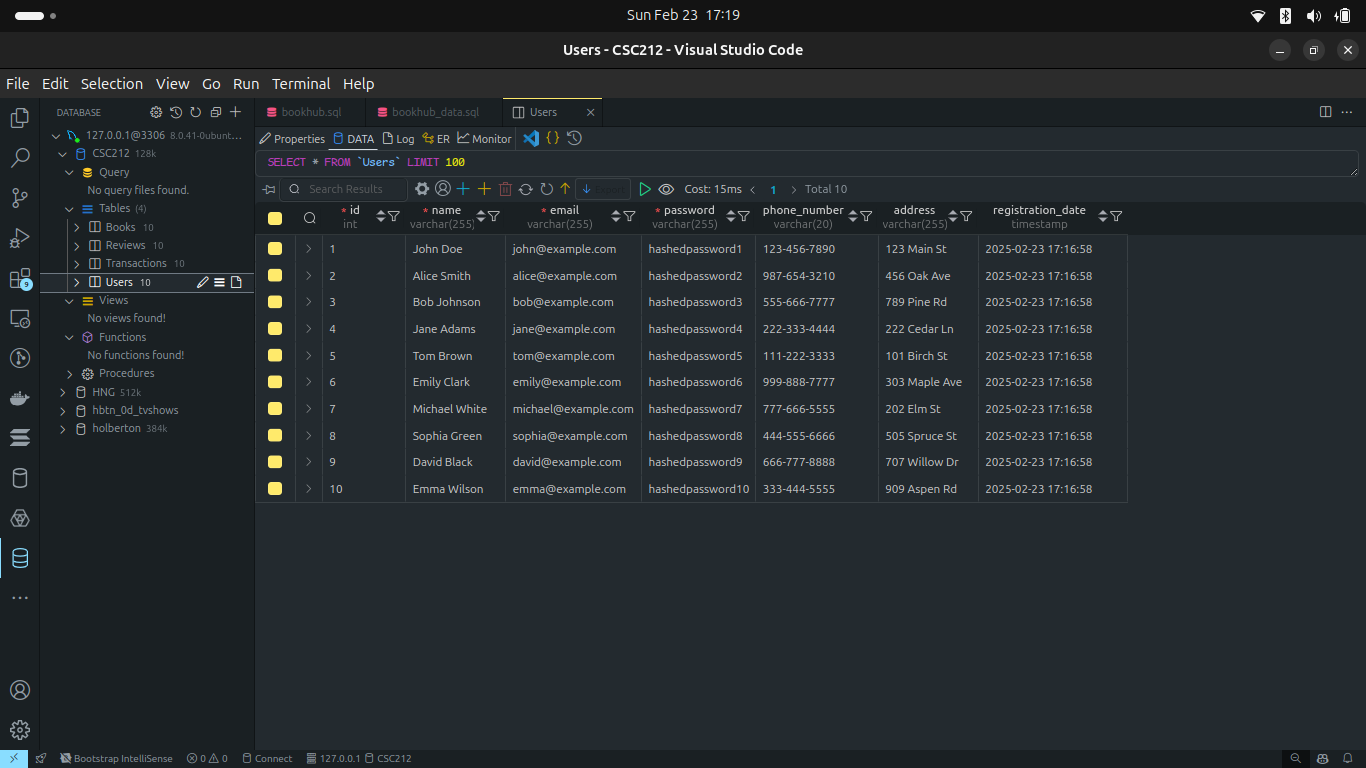 Sun Feb 23 17:19
Users - CSC212 - Visual Studio Code
File Edit Selection View Go Run Terminal Help
DATABASE
bookhub.sql bookhub_data.sql Users
127.0.0.1@3306 8.0.41-0ubunt...
CSC212 128k
Query
No query files found.
Tables (4)
Books 10
Reviews 10
Transactions 10
Users 10
Views
No views found!
Functions
No functions found!
Procedures
HNG 512k
hbtn_0d_tvshows
holberton 384k
9
Properties DATA Log ER Monitor {}
SELECT * FROM `Users` LIMIT 100
Search Results Cost: 15ms 1 Total 10
* id * name * email * password phone_number address registration_date
int varchar(255) varchar(255) varchar(255) varchar(20) varchar(255) timestamp
1 John Doe john@example.com hashedpassword1 123-456-7890 123 Main St 2025-02-23 17:16:58
2 Alice Smith alice@example.com hashedpassword2 987-654-3210 456 Oak Ave 2025-02-23 17:16:58
3 Bob Johnson bob@example.com hashedpassword3 555-666-7777 789 Pine Rd 2025-02-23 17:16:58
4 Jane Adams jane@example.com hashedpassword4 222-333-4444 222 Cedar Ln 2025-02-23 17:16:58
5 Tom Brown tom@example.com hashedpassword5 111-222-3333 101 Birch St 2025-02-23 17:16:58
6 Emily Clark emily@example.com hashedpassword6 999-888-7777 303 Maple Ave 2025-02-23 17:16:58
7 Michael White michael@example.com hashedpassword7 777-666-5555 202 Elm St 2025-02-23 17:16:58
8 Sophia Green sophia@example.com hashedpassword8 444-555-6666 505 Spruce St 2025-02-23 17:16:58
9 David Black david@example.com hashedpassword9 666-777-8888 707 Willow Dr 2025-02-23 17:16:58
10 Emma Wilson emma@example.com hashedpassword10 333-444-5555 909 Aspen Rd 2025-02-23 17:16:58
Bootstrap IntelliSense 0 0 Connect 127.0.0.1 CSC212